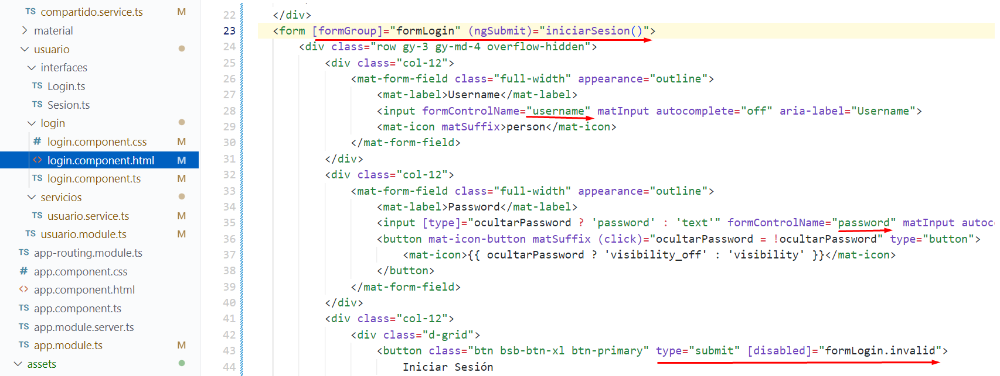 TS compartido.service.ts M
material
usuario
interfaces
TS Login.ts
TS Sesion.ts
login
# login.component.css M
<> login.component.html M
TS login.component.ts M
servicios
TS usuario.service.ts M
TS usuario.module.ts M
TS app-routing.module.ts
# app.component.css
<> app.component.html
TS app.component.ts
TS app.module.server.ts
TS app.module.ts M
assets
22 </div>
23 <form [formGroup]="formLogin" (ngSubmit)="iniciarSesion()">
24 <div class="row gy-3 gy-md-4 overflow-hidden">
25 <div class="col-12">
26 <mat-form-field class="full-width" appearance="outline">
27 <mat-label>Username</mat-label>
28 <input formControlName="username" matInput autocomplete="off" aria-label="Username">
29 <mat-icon matSuffix>person</mat-icon>
30 </mat-form-field>
31 </div>
32 <div class="col-12">
33 <mat-form-field class="full-width" appearance="outline">
34 <mat-label>Password</mat-label>
35 <input [type]="ocultarPassword ? 'password' : 'text'" formControlName="password" matInput autoc
36 <button mat-icon-button matSuffix (click)="ocultarPassword = !ocultarPassword" type="button">
37 <mat-icon>{{ ocultarPassword ? 'visibility_off' : 'visibility' }}</mat-icon>
38 </button>
39 </mat-form-field>
40 </div>
41 <div class="col-12">
42 <div class="d-grid">
43 <button class="btn bsb-btn-xl btn-primary" type="submit" [disabled]="formLogin.invalid">
44 Iniciar Sesión